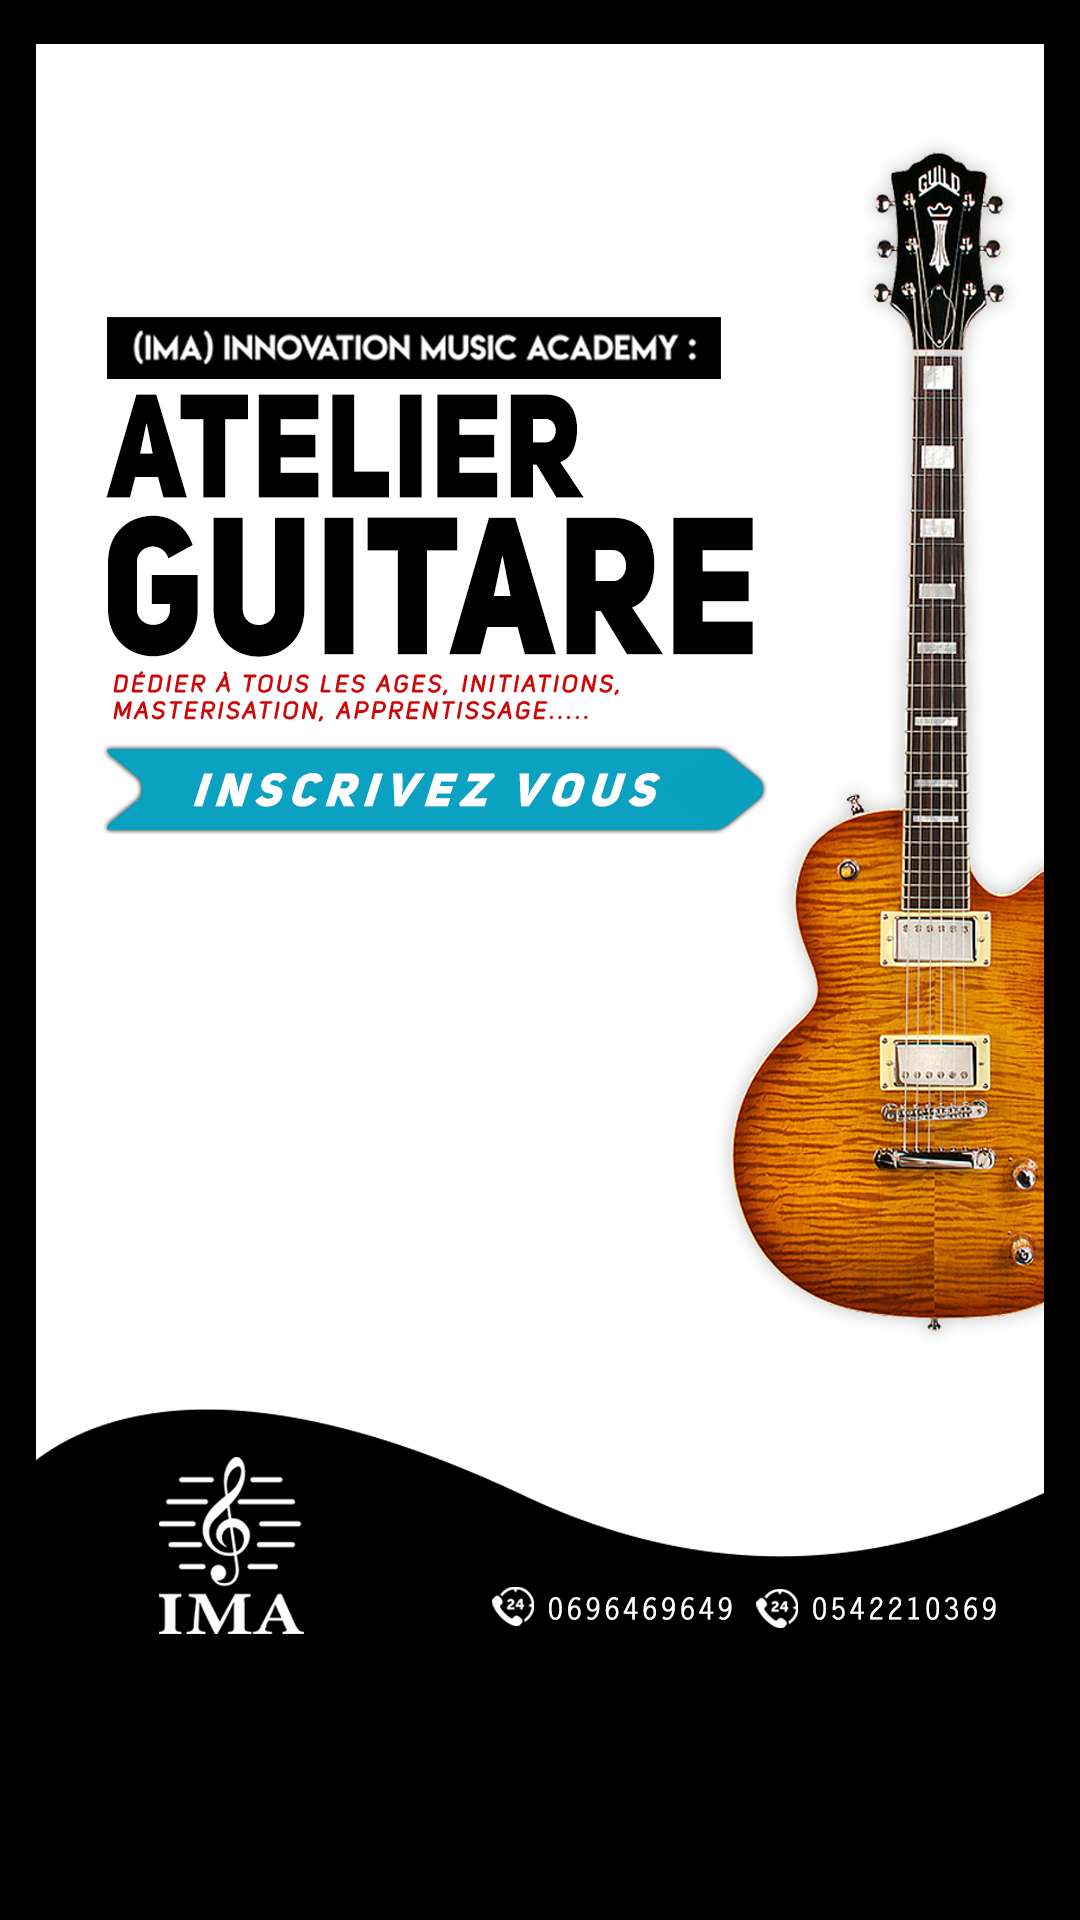 GUILD
(IMA) INNOVATION MUSIC ACADEMY :
ATELIER
GUITARE
DÉDIER À TOUS LES AGES, INITIATIONS,
MASTERISATION, APPRENTISSAGE.....
INSCRIVEZ VOUS
IMA
24 0696469649 24 0542210369